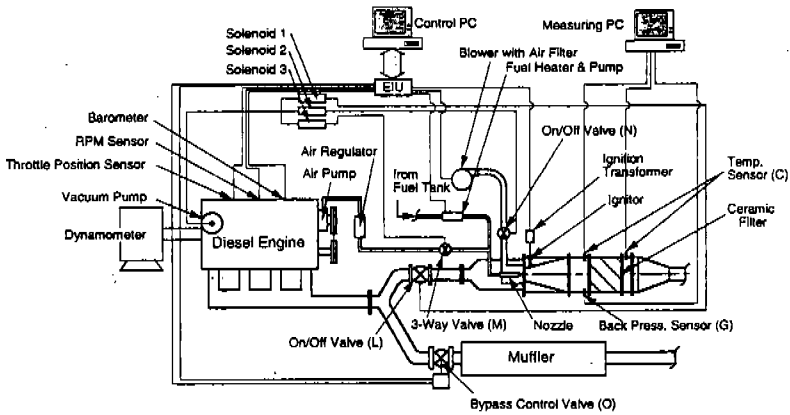 Control PC
Measuring PC
Solenoid 1
Solenoid 2
Solenoid 3
Blower with Air Filter
Fuel Heater & Pump
EIU
Barometer
RPM Sensor
Throttle Position Sensor
Vacuum Pump
Dynamometer
Diesel Engine
Air Regulator
Air Pump
from
Fuel Tank
On/Off Valve (N)
Ignition
Transformer
Ignitor
Temp.
Sensor (C)
Ceramic
Filter
3-Way Valve (M)
Nozzle
Back Press. Sensor (G)
On/Off Valve (L)
Muffler
Bypass Control Valve (O)